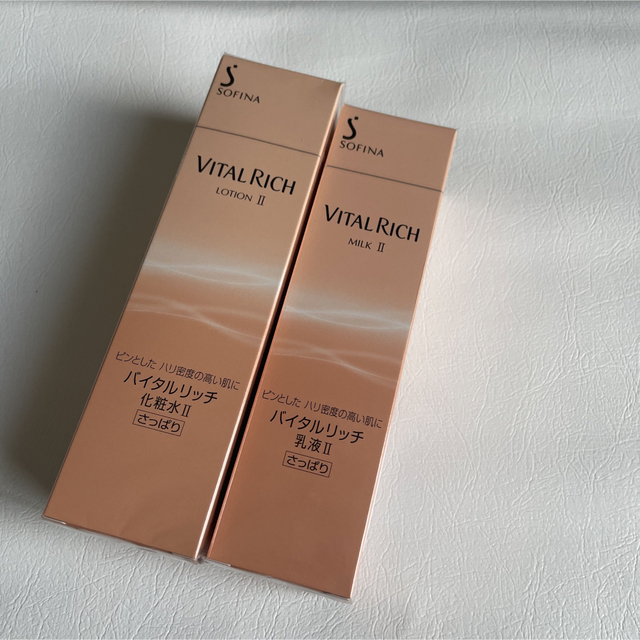 SOFINA
VITAL RICH
LOTION II
ピンとした ハリ密度の高い肌に
バイタルリッチ
化粧水II
さっぱり
SOFINA
VITAL RICH
MILK II
ピンとした ハリ密度の高い肌に
バイタルリッチ
乳液II
さっぱり